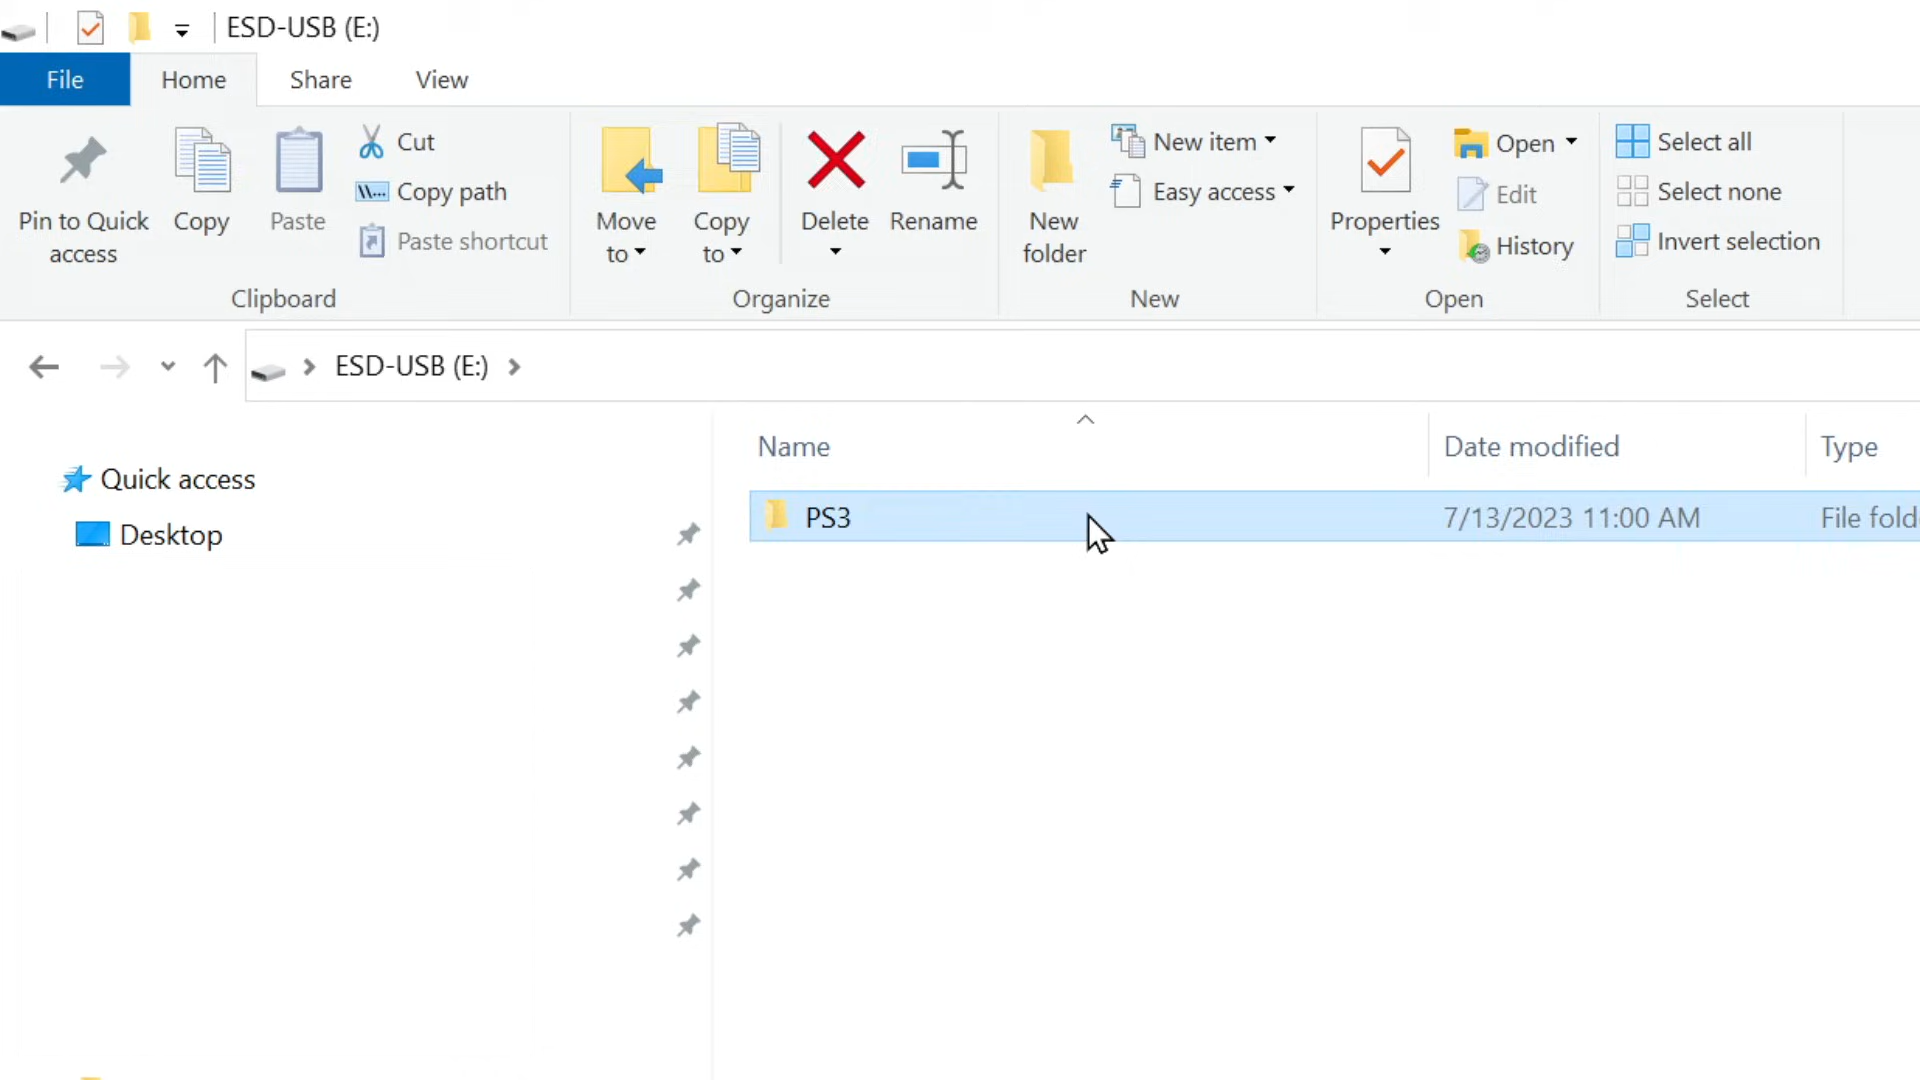 ESD-USB (E:)
File
Home
Share
View
Pin to Quick
access
Copy
Paste
Cut
Copy path
Paste shortcut
Clipboard
Move
to
Copy
to
Delete
Rename
Organize
New
folder
New item
Easy access
New
Properties
Open
Edit
History
Open
Select all
Select none
Invert selection
Select
ESD-USB (E:)
Name
Date modified
Type
Quick access
Desktop
PS3
7/13/2023 11:00 AM
File fold